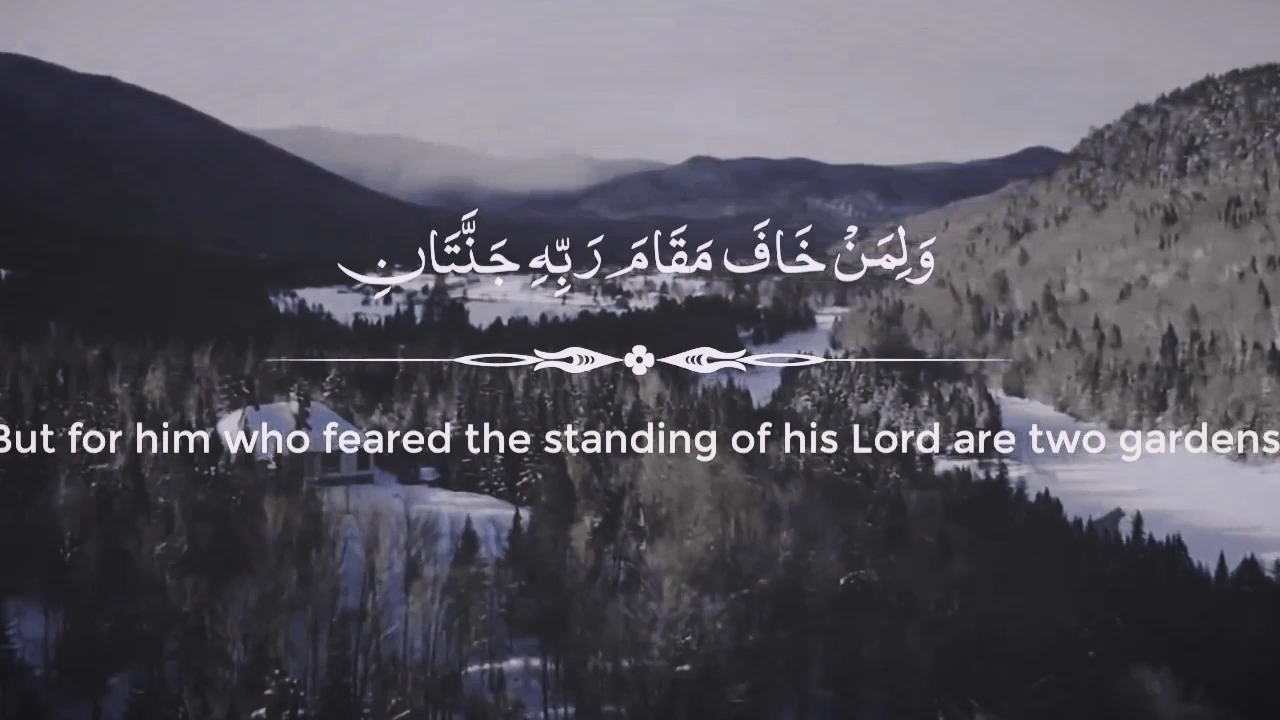 وَلِمَنْ خَافَ مَقَامَ رَبِّهِ جَنَّتَانِ
But for him who feared the standing of his Lord are two gardens